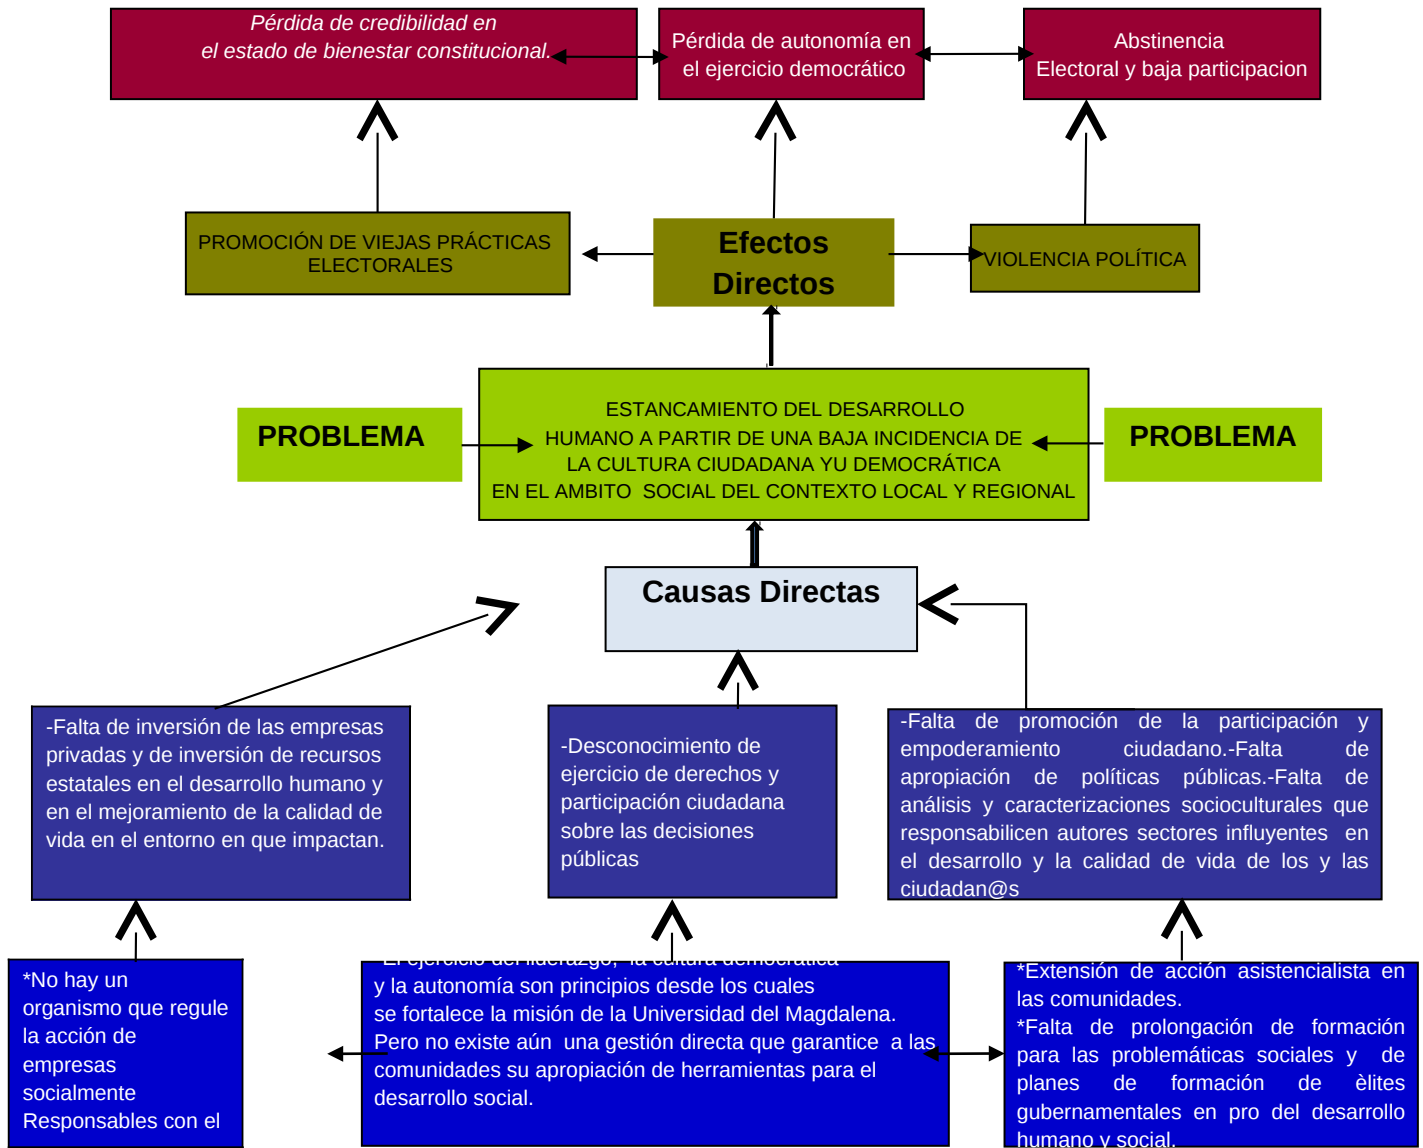 Pérdida de credibilidad en
el estado de bienestar constitucional.
Pérdida de autonomía en
el ejercicio democrático
Abstinencia
Electoral y baja participacion
PROMOCIÓN DE VIEJAS PRÁCTICAS
ELECTORALES
Efectos
Directos
VIOLENCIA POLÍTICA
PROBLEMA
ESTANCAMIENTO DEL DESARROLLO
HUMANO A PARTIR DE UNA BAJA INCIDENCIA DE
LA CULTURA CIUDADANA YU DEMOCRÁTICA
EN EL AMBITO  SOCIAL DEL CONTEXTO LOCAL Y REGIONAL
PROBLEMA
Causas Directas
-Falta de inversión de las empresas
privadas y de inversión de recursos
estatales en el desarrollo humano y
en el mejoramiento de la calidad de
vida en el entorno en que impactan.
-Desconocimiento de
ejercicio de derechos y
participación ciudadana
sobre las decisiones
públicas
-Falta de promoción de la participación y
empoderamiento ciudadano.-Falta de
apropiación de políticas públicas.-Falta de
análisis y caracterizaciones socioculturales que
responsabilicen autores sectores influyentes  en
el desarrollo y la calidad de vida de los y las
ciudadan@s
*No hay un
organismo que regule
la acción de
empresas
socialmente
Responsables con el
El ejercicio del liderazgo,  la cultura democrática
y la autonomía son principios desde los cuales
se fortalece la misión de la Universidad del Magdalena.
Pero no existe aún  una gestión directa que garantice  a las
comunidades su apropiación de herramientas para el
desarrollo social.
*Extensión de acción asistencialista en
las comunidades.
*Falta de prolongación de formación
para las problemáticas sociales y  de
planes de formación de èlites
gubernamentales en pro del desarrollo
humano y social.